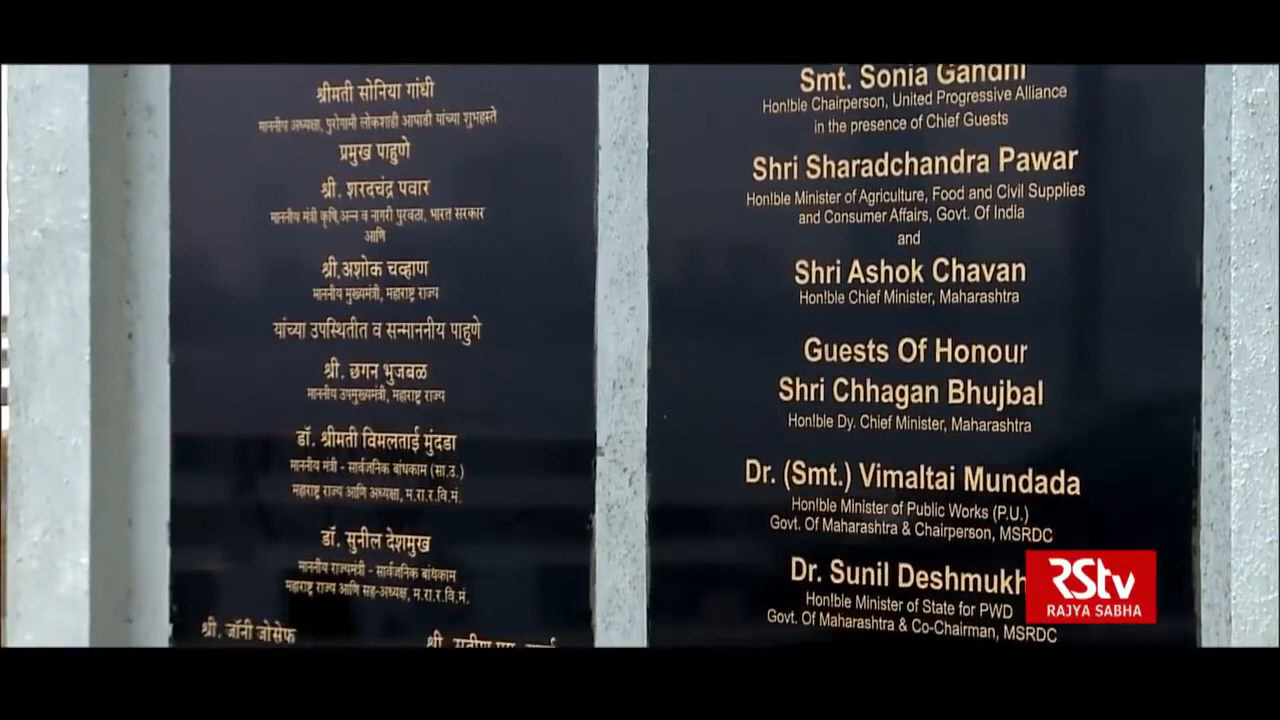 श्रीमती सोनिया गांधी
माननीय अध्यक्षा, पुरोगामी लोकशाही आघाडी यांच्या शुभहस्ते
प्रमुख पाहुणे
श्री. शरदचंद्र पवार
माननीय मंत्री कृषि,अन्न व नागरी पुरवठा, भारत सरकार
आणि
श्री.अशोक चव्हाण
माननीय मुख्यमंत्री, महाराष्ट्र राज्य
यांच्या उपस्थितीत व सन्माननीय पाहुणे
श्री. छगन भुजबळ
माननीय उपमुख्यमंत्री, महाराष्ट्र राज्य
डॉ. श्रीमती विमलताई मुंदडा
माननीय मंत्री - सार्वजनिक बांधकाम (सा.उ.)
महाराष्ट्र राज्य आणि अध्यक्षा, म.रा.र.वि.मं.
डॉ. सुनील देशमुख
माननीय राज्यमंत्री - सार्वजनिक बांधकाम
महाराष्ट्र राज्य आणि सह-अध्यक्ष, म.रा.र.वि.मं.
श्री. जॉनी जोसेफ
श्री.
Smt. Sonia Gandhi
Hon!ble Chairperson, United Progressive Alliance
in the presence of Chief Guests
Shri Sharadchandra Pawar
Hon!ble Minister of Agriculture, Food and Civil Supplies
and Consumer Affairs, Govt. Of India
and
Shri Ashok Chavan
Hon!ble Chief Minister, Maharashtra
Guests Of Honour
Shri Chhagan Bhujbal
Hon!ble Dy. Chief Minister, Maharashtra
Dr. (Smt.) Vimaltai Mundada
Hon!ble Minister of Public Works (P.U.)
Govt. Of Maharashtra & Chairperson, MSRDC
Dr. Sunil Deshmukh
Hon!ble Minister of State for PWD
Govt. Of Maharashtra & Co-Chairman, MSRDC
RSTV
RAJYA SABHA